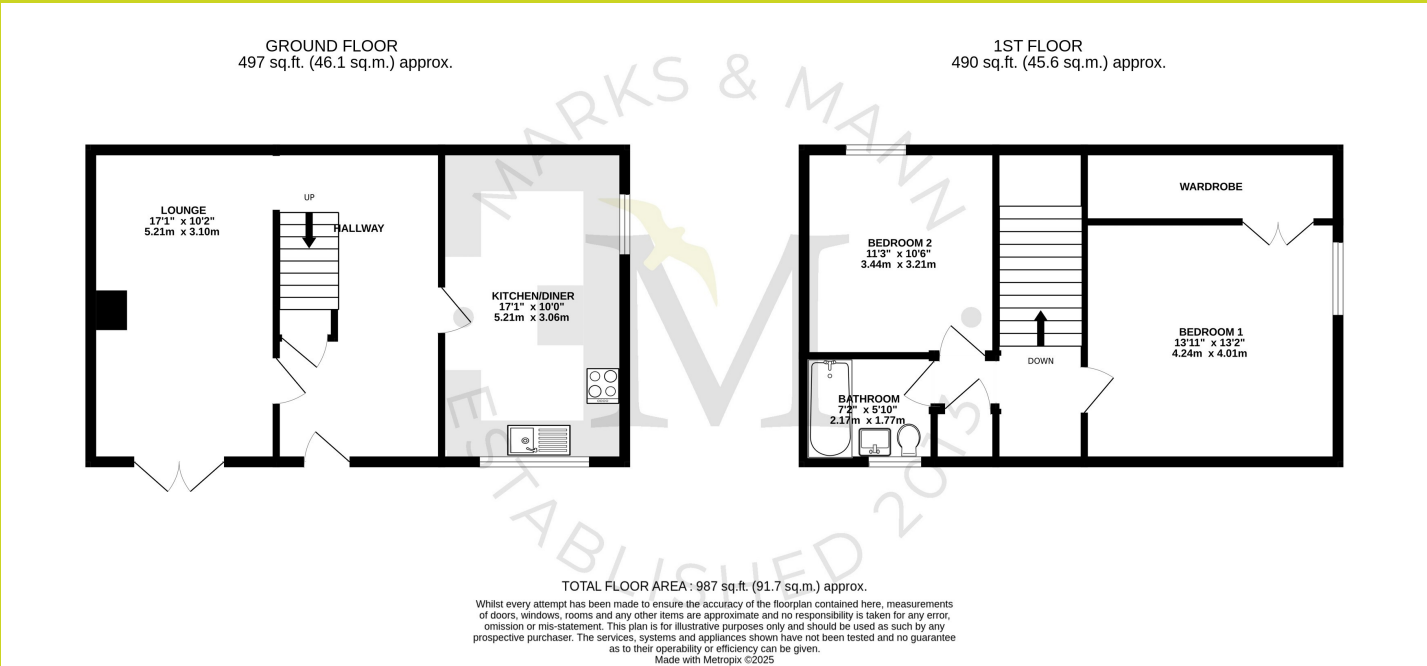 GROUND FLOOR
497 sq.ft. (46.1 sq.m.) approx.
1ST FLOOR
490 sq.ft. (45.6 sq.m.) approx.
MARKS & MANN
ESTABLISHED 2013
M
UP
HALLWAY
LOUNGE
17'1" x 10'2"
5.21m x 3.10m
KITCHEN/DINER
17'1" x 10'0"
5.21m x 3.06m
WARDROBE
BEDROOM 2
11'3" x 10'6"
3.44m x 3.21m
BEDROOM 1
13'11" x 13'2"
4.24m x 4.01m
DOWN
BATHROOM
7'2" x 5'10"
2.17m x 1.77m
TOTAL FLOOR AREA : 987 sq.ft. (91.7 sq.m.) approx.
Whilst every attempt has been made to ensure the accuracy of the floorplan contained here, measurements
of doors, windows, rooms and any other items are approximate and no responsibility is taken for any error,
omission or mis-statement. This plan is for illustrative purposes only and should be used as such by any
prospective purchaser. The services, systems and appliances shown have not been tested and no guarantee
as to their operability or efficiency can be given.
Made with Metropix ©2025